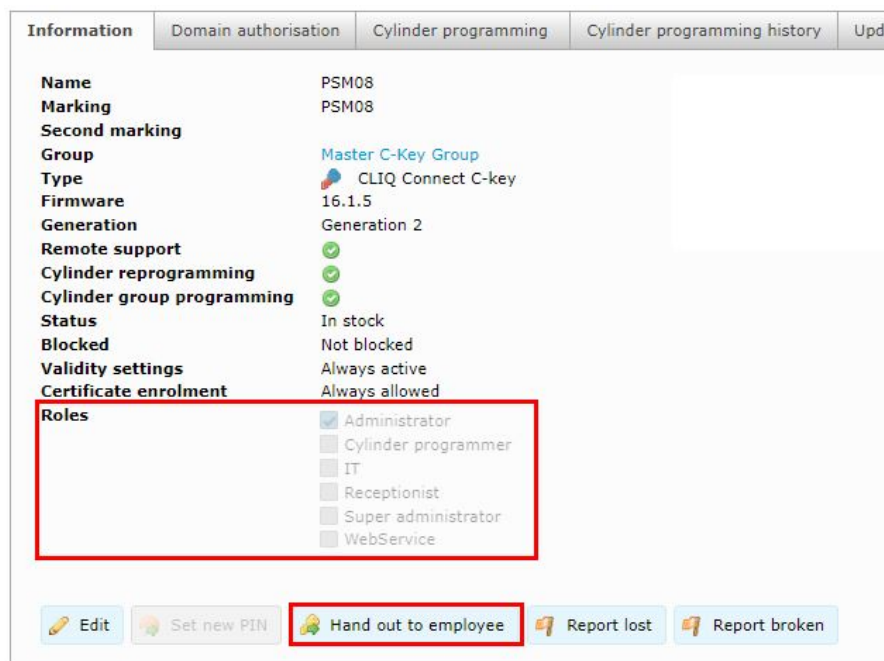 Information Domain authorisation Cylinder programming Cylinder programming history Upd
Name PSM08
Marking PSM08
Second marking
Group Master C-Key Group
Type CLIQ Connect C-key
Firmware 16.1.5
Generation Generation 2
Remote support
Cylinder reprogramming
Cylinder group programming
Status In stock
Blocked Not blocked
Validity settings Always active
Certificate enrolment Always allowed
Roles Administrator
Cylinder programmer
IT
Receptionist
Super administrator
WebService
Edit Set new PIN Hand out to employee Report lost Report broken